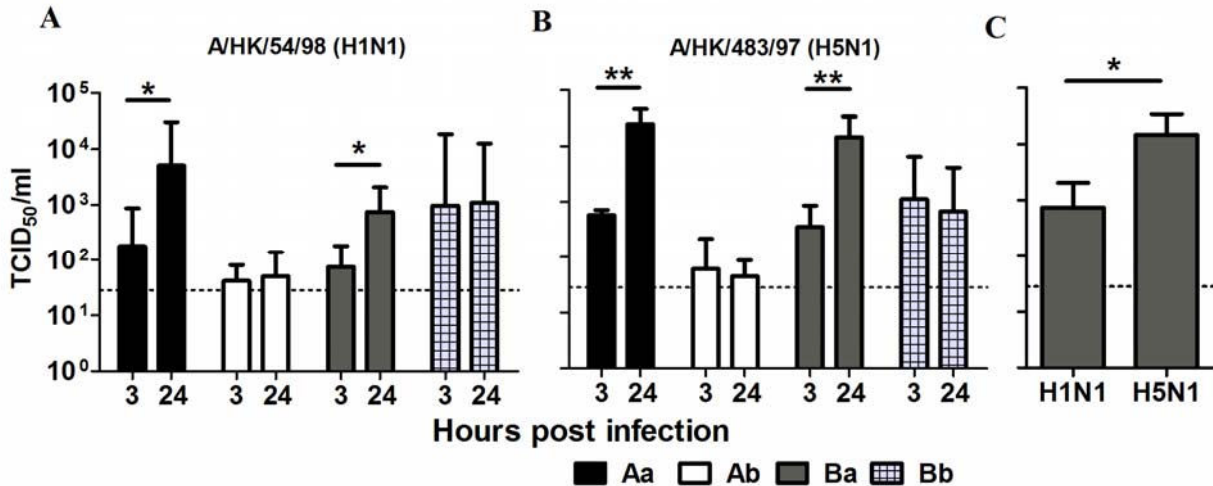 A
B
C
A/HK/54/98 (H1N1)
A/HK/483/97 (H5N1)
* * ** ** *
TCID50/ml
10^5
10^4
10^3
10^2
10^1
10^0
3 24 3 24 3 24 3 24
3 24 3 24 3 24 3 24
H1N1 H5N1
Hours post infection
Aa Ab Ba Bb